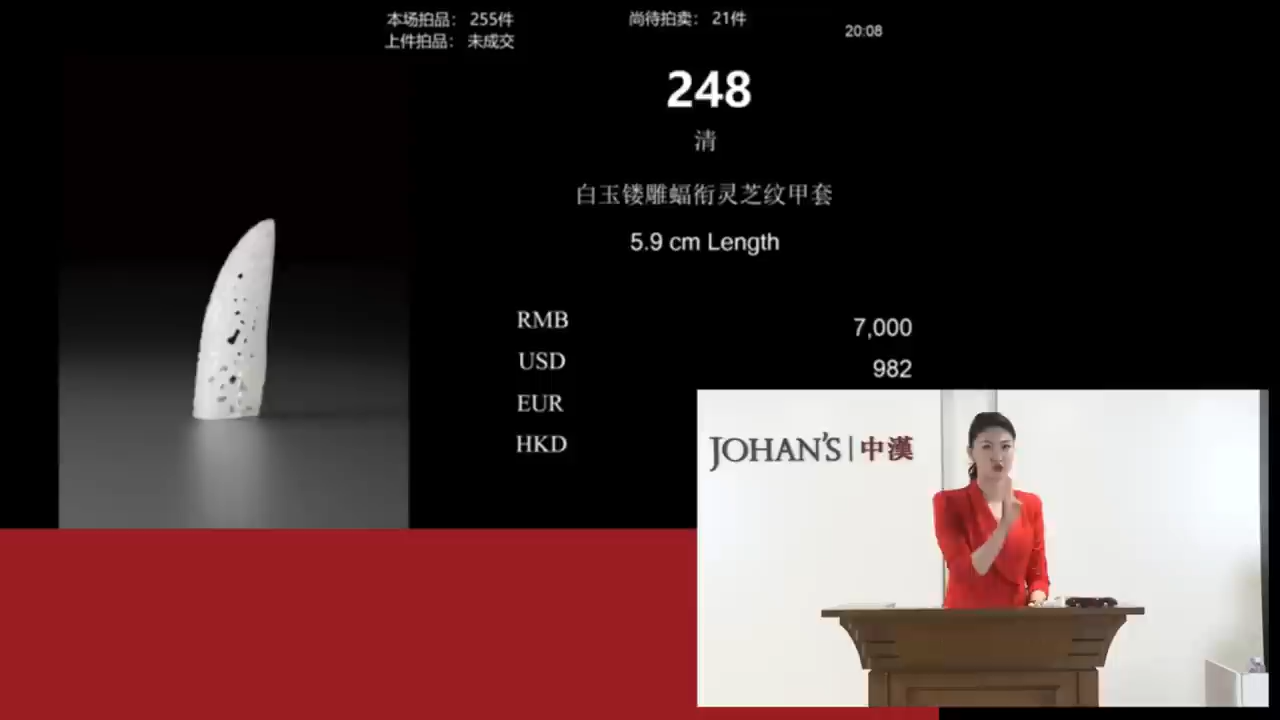 本场拍品： 255件
上件拍品： 未成交
尚待拍卖： 21件
20:08
248
清
白玉镂雕蝠衔灵芝纹甲套
5.9 cm Length
RMB 7,000
USD 982
EUR
HKD
JOHAN'S | 中漢